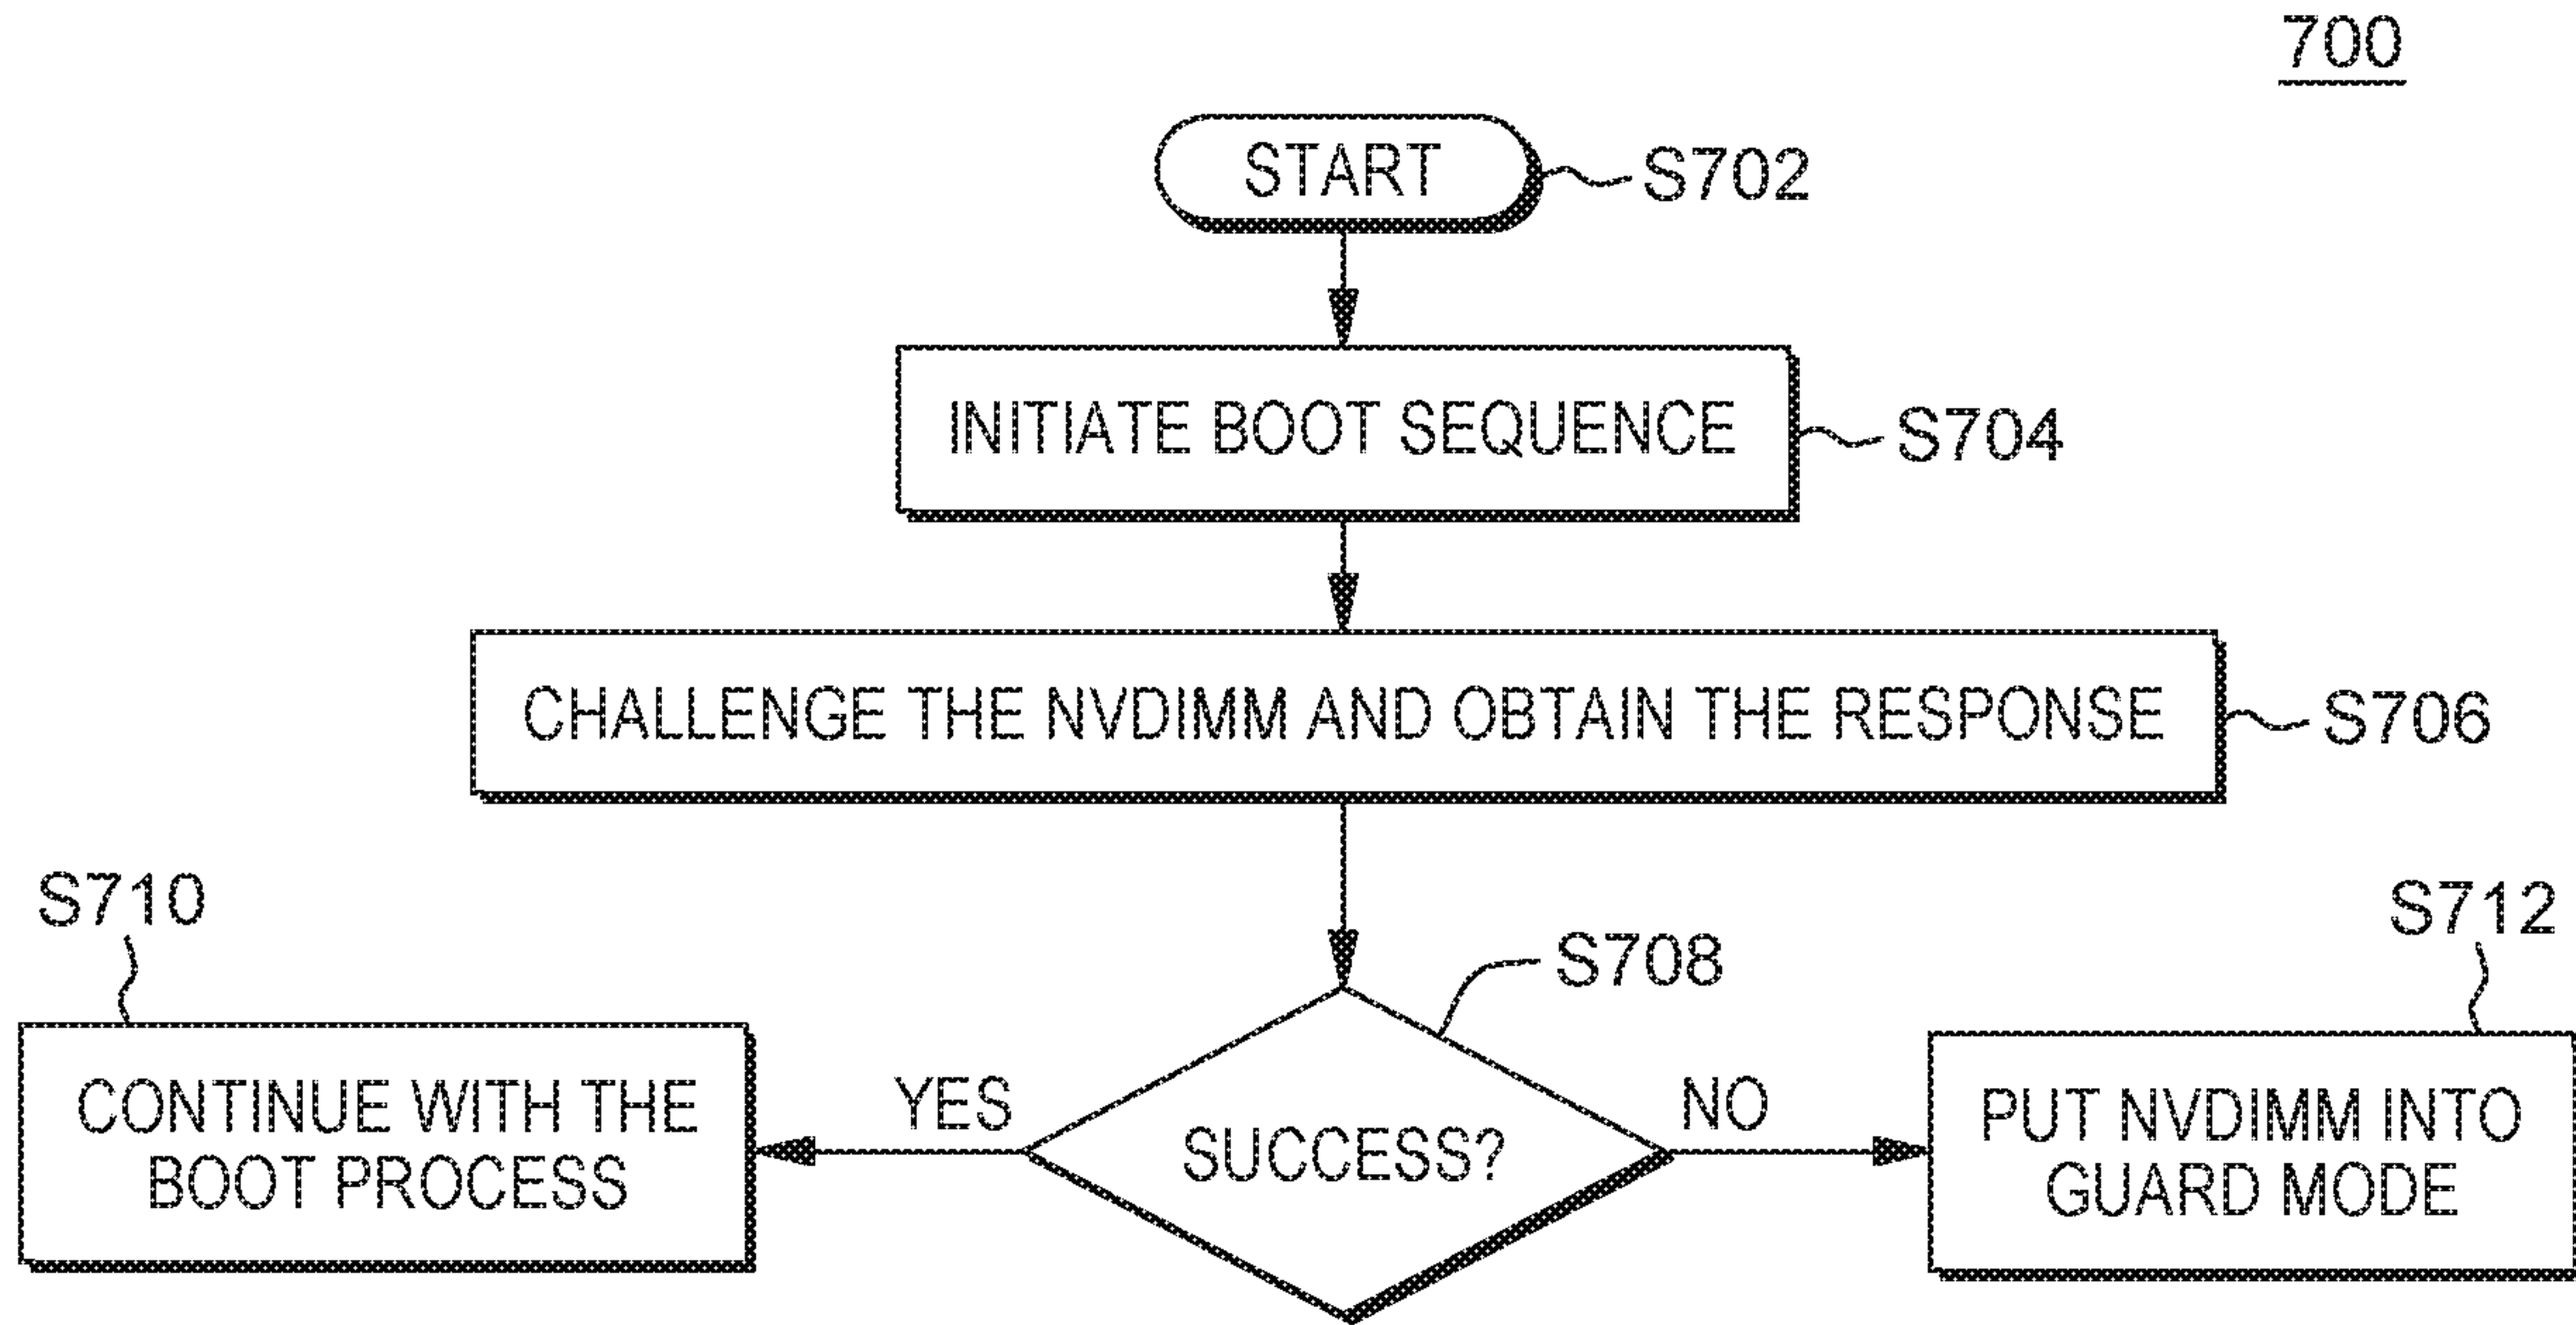 700
START
S702
INITIATE BOOT SEQUENCE
S704
CHALLENGE THE NVDIMM AND OBTAIN THE RESPONSE
S706
S710
S708
S712
CONTINUE WITH THE
BOOT PROCESS
YES
SUCCESS?
NO
PUT NVDIMM INTO
GUARD MODE